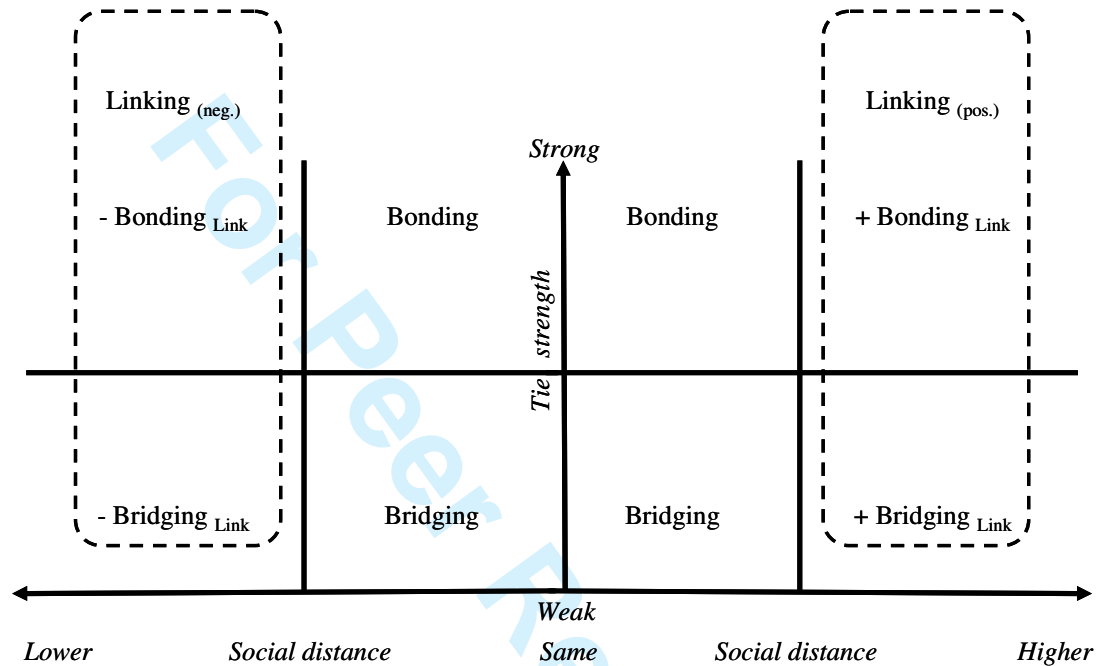 Linking (neg.)
Linking (pos.)
Strong
- Bonding Link
Bonding
Bonding
+ Bonding Link
Tie strength
- Bridging Link
Bridging
Bridging
+ Bridging Link
Weak
Lower
Social distance
Same
Social distance
Higher
For Peer Re